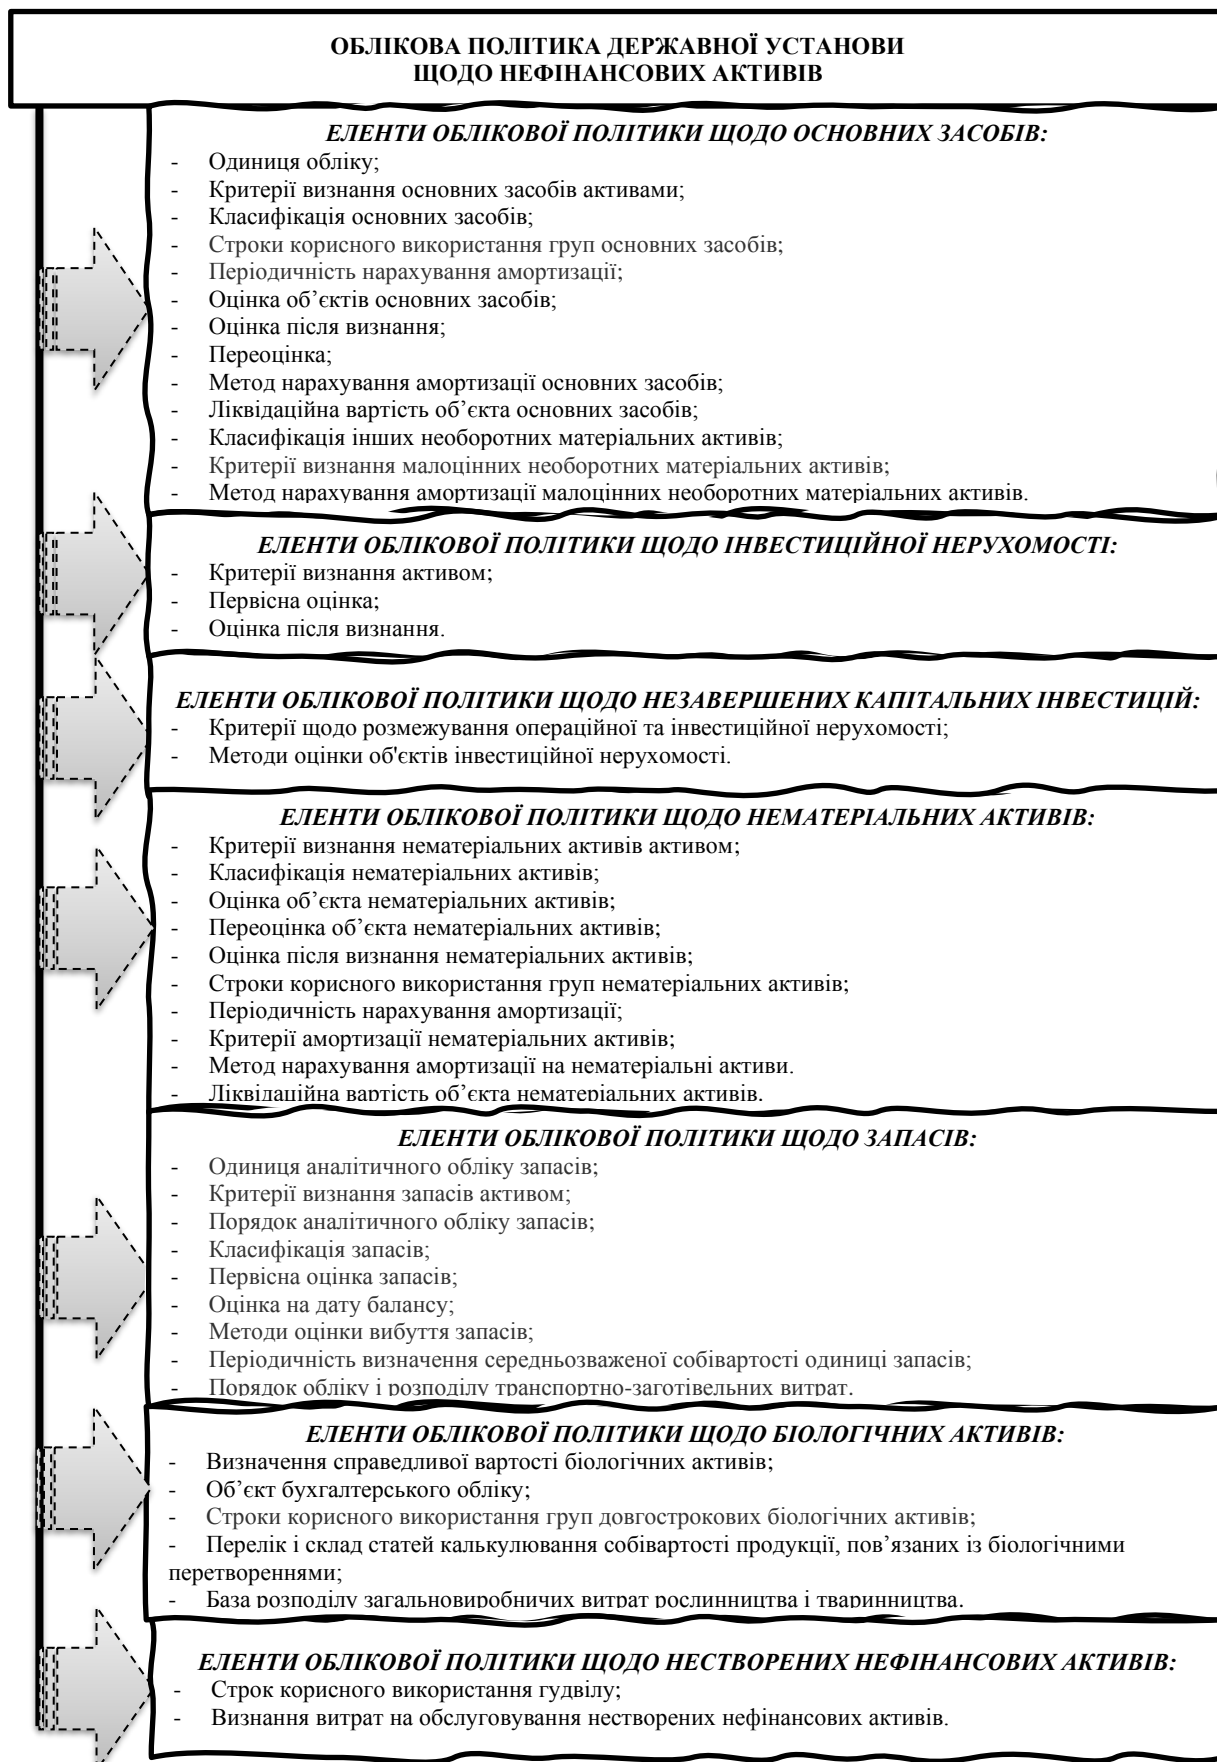 ОБЛІКОВА ПОЛІТИКА ДЕРЖАВНОЇ УСТАНОВИ
ЩОДО НЕФІНАНСОВИХ АКТИВІВ
ЕЛЕНТИ ОБЛІКОВОЇ ПОЛІТИКИ ЩОДО ОСНОВНИХ ЗАСОБІВ:
- Одиниця обліку;
- Критерії визнання основних засобів активами;
- Класифікація основних засобів;
- Строки корисного використання груп основних засобів;
- Періодичність нарахування амортизації;
- Оцінка об’єктів основних засобів;
- Оцінка після визнання;
- Переоцінка;
- Метод нарахування амортизації основних засобів;
- Ліквідаційна вартість об’єкта основних засобів;
- Класифікація інших необоротних матеріальних активів;
- Критерії визнання малоцінних необоротних матеріальних активів;
- Метод нарахування амортизації малоцінних необоротних матеріальних активів.
ЕЛЕНТИ ОБЛІКОВОЇ ПОЛІТИКИ ЩОДО ІНВЕСТИЦІЙНОЇ НЕРУХОМОСТІ:
- Критерії визнання активом;
- Первісна оцінка;
- Оцінка після визнання.
ЕЛЕНТИ ОБЛІКОВОЇ ПОЛІТИКИ ЩОДО НЕЗАВЕРШЕНИХ КАПІТАЛЬНИХ ІНВЕСТИЦІЙ:
- Критерії щодо розмежування операційної та інвестиційної нерухомості;
- Методи оцінки об'єктів інвестиційної нерухомості.
ЕЛЕНТИ ОБЛІКОВОЇ ПОЛІТИКИ ЩОДО НЕМАТЕРІАЛЬНИХ АКТИВІВ:
- Критерії визнання нематеріальних активів активом;
- Класифікація нематеріальних активів;
- Оцінка об’єкта нематеріальних активів;
- Переоцінка об’єкта нематеріальних активів;
- Оцінка після визнання нематеріальних активів;
- Строки корисного використання груп нематеріальних активів;
- Періодичність нарахування амортизації;
- Критерії амортизації нематеріальних активів;
- Метод нарахування амортизації на нематеріальні активи.
- Ліквідаційна вартість об’єкта нематеріальних активів.
ЕЛЕНТИ ОБЛІКОВОЇ ПОЛІТИКИ ЩОДО ЗАПАСІВ:
- Одиниця аналітичного обліку запасів;
- Критерії визнання запасів активом;
- Порядок аналітичного обліку запасів;
- Класифікація запасів;
- Первісна оцінка запасів;
- Оцінка на дату балансу;
- Методи оцінки вибуття запасів;
- Періодичність визначення середньозваженої собівартості одиниці запасів;
- Порядок обліку і розподілу транспортно-заготівельних витрат.
ЕЛЕНТИ ОБЛІКОВОЇ ПОЛІТИКИ ЩОДО БІОЛОГІЧНИХ АКТИВІВ:
- Визначення справедливої вартості біологічних активів;
- Об’єкт бухгалтерського обліку;
- Строки корисного використання груп довгострокових біологічних активів;
- Перелік і склад статей калькулювання собівартості продукції, пов’язаних із біологічними
перетвореннями;
- База розподілу загальновиробничих витрат рослинництва і тваринництва.
ЕЛЕНТИ ОБЛІКОВОЇ ПОЛІТИКИ ЩОДО НЕСТВОРЕНИХ НЕФІНАНСОВИХ АКТИВІВ:
- Строк корисного використання гудвілу;
- Визнання витрат на обслуговування нестворених нефінансових активів.